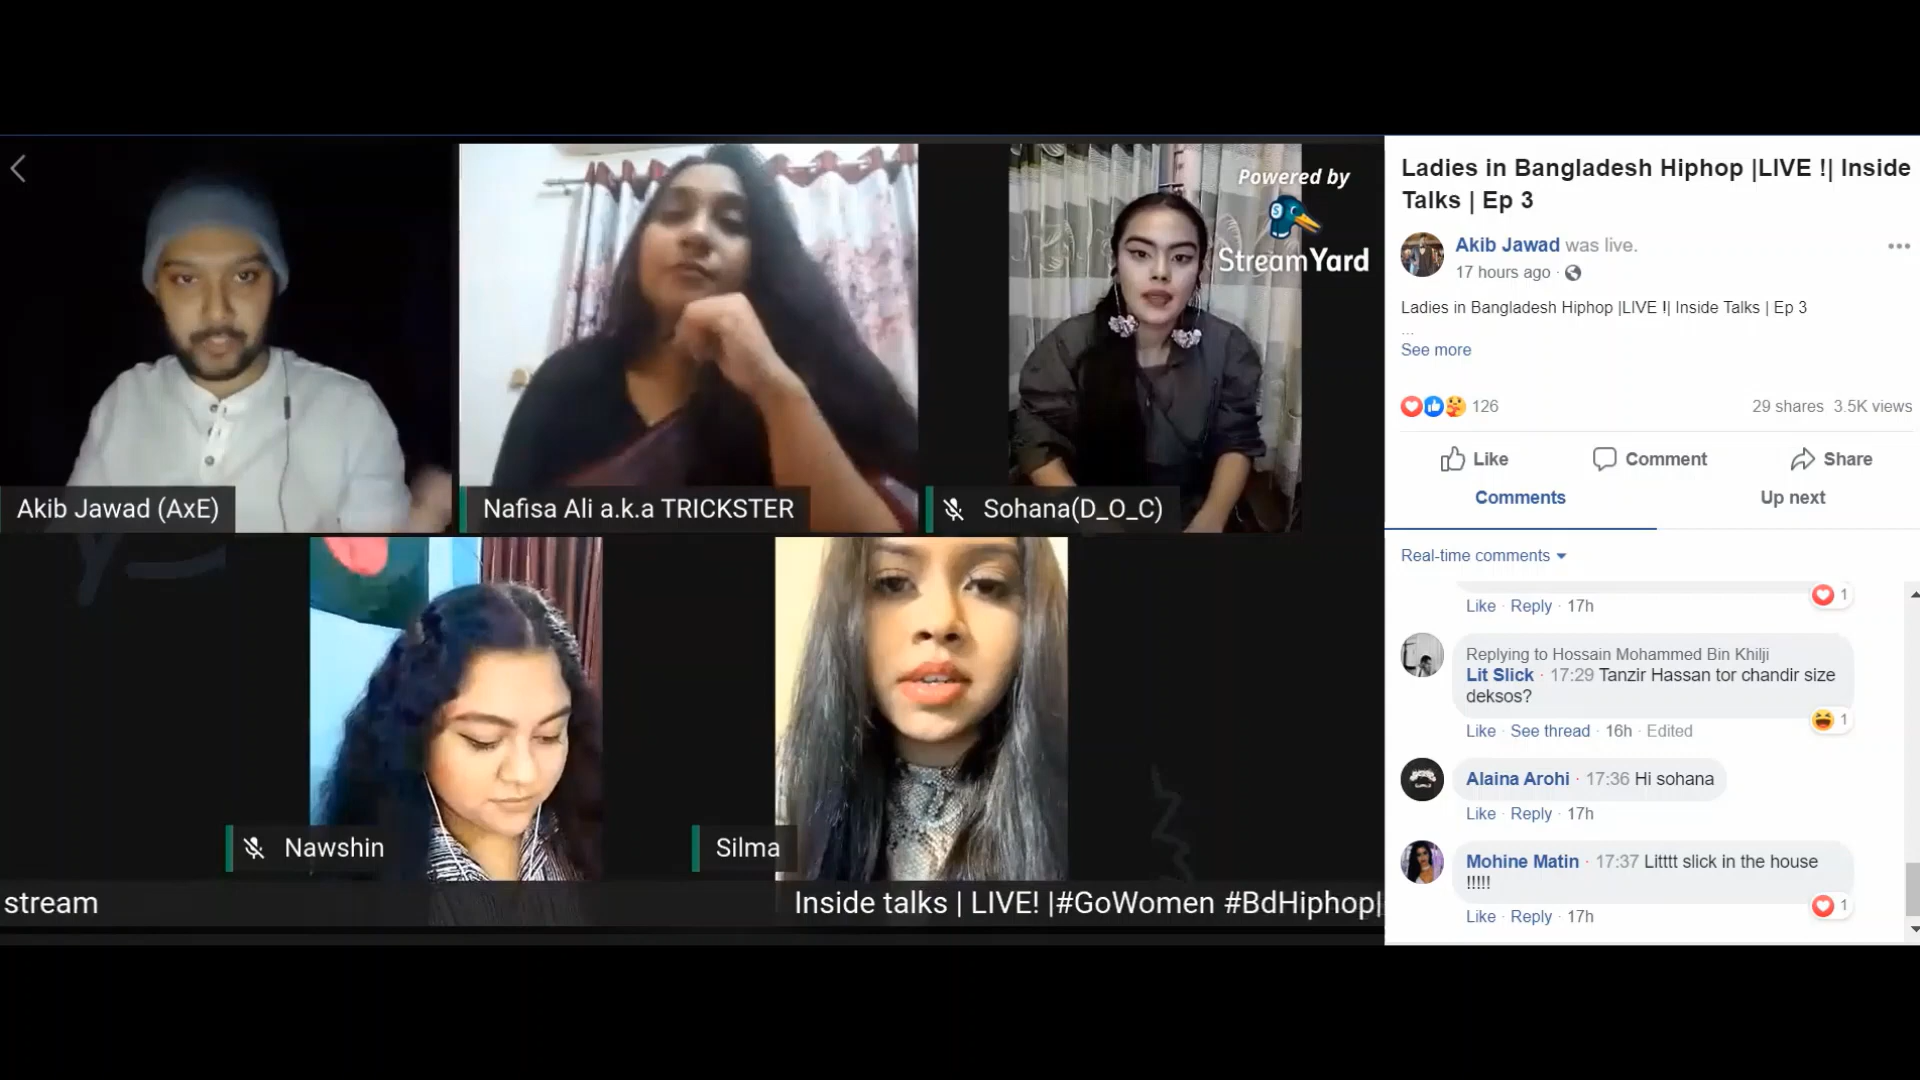 Powered by
StreamYard
Akib Jawad (AxE)
Nafisa Ali a.k.a TRICKSTER
Sohana(D_O_C)
Nawshin
Silma
stream
Inside talks | LIVE! |#GoWomen #BdHiphop|
Ladies in Bangladesh Hiphop |LIVE !| Inside
Talks | Ep 3
Akib Jawad was live.
17 hours ago ·
Ladies in Bangladesh Hiphop |LIVE !| Inside Talks | Ep 3
...
See more
126
29 shares 3.5K views
Like
Comment
Share
Comments
Up next
Real-time comments
1
Like · Reply · 17h
Replying to Hossain Mohammed Bin Khilji
Lit Slick · 17:29 Tanzir Hassan tor chandir size
deksos?
1
Like · See thread · 16h · Edited
Alaina Arohi · 17:36 Hi sohana
Like · Reply · 17h
Mohine Matin · 17:37 Litttt slick in the house
!!!!!
1
Like · Reply · 17h